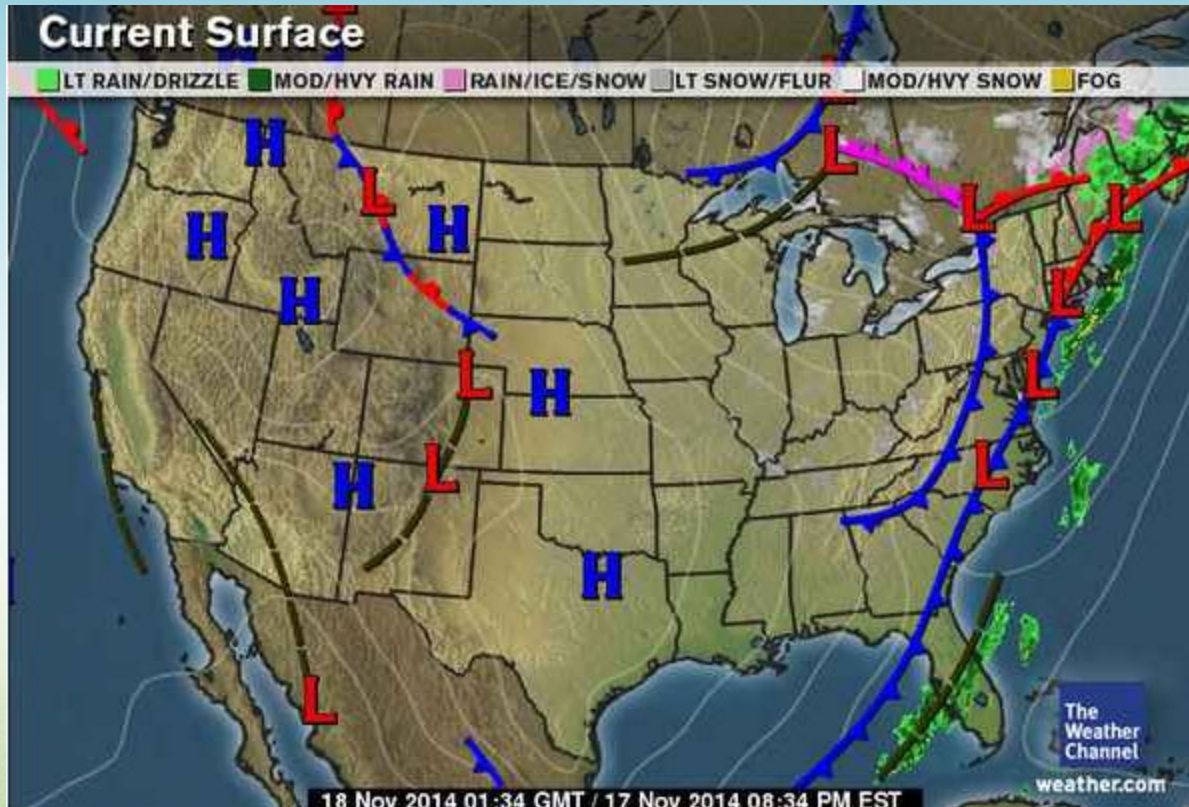 Current Surface
LT RAIN/DRIZZLE MOD/HVY RAIN RAIN/ICE/SNOW LT SNOW/FLUR MOD/HVY SNOW FOG
L
H L
H H L L
H L
L H L
H L L
H
L
The
Weather
Channel
weather.com
18 Nov 2014 01:34 GMT / 17 Nov 2014 08:34 PM EST